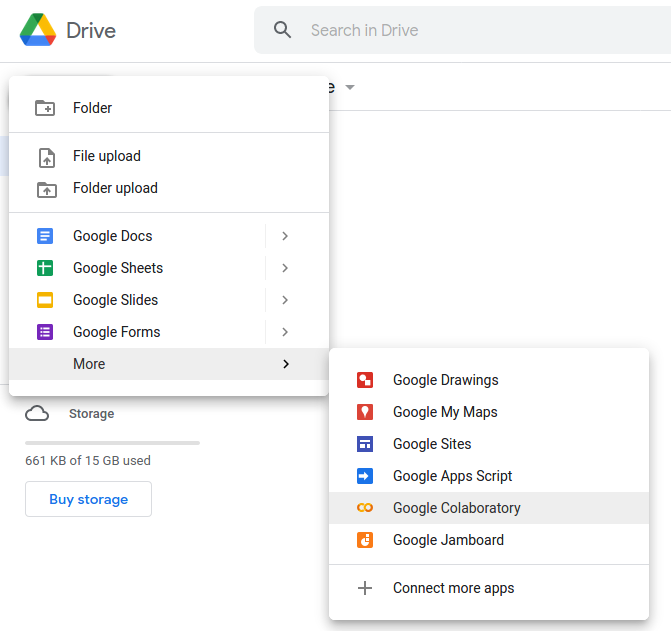 Drive
Search in Drive
e
Folder
File upload
Folder upload
Google Docs
Google Sheets
Google Slides
Google Forms
More
Google Drawings
Google My Maps
Google Sites
Google Apps Script
Google Colaboratory
Google Jamboard
Connect more apps
Storage
661 KB of 15 GB used
Buy storage